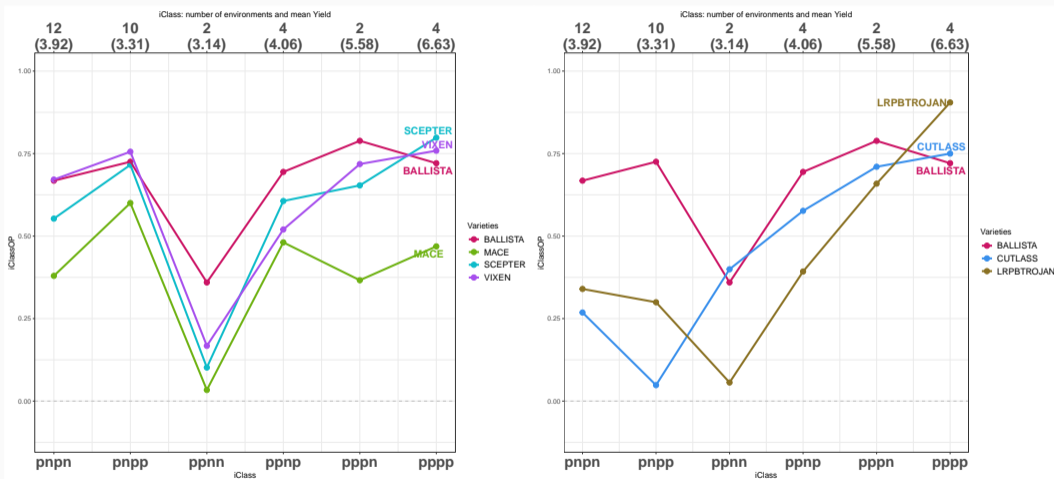 iClass: number of environments and mean Yield
12 10 2 4 2 4
(3.92) (3.31) (3.14) (4.06) (5.58) (6.63)
1.00
0.75
0.50
0.25
0.00
iClassOP
SCEPTER
VIXEN
BALLISTA
MACE
pnpn pnpp ppnn ppnp pppn pppp
iClass
Varieties
BALLISTA
MACE
SCEPTER
VIXEN
iClass: number of environments and mean Yield
12 10 2 4 2 4
(3.92) (3.31) (3.14) (4.06) (5.58) (6.63)
1.00
0.75
0.50
0.25
0.00
iClassOP
LRPBTROJAN
CUTLASS
BALLISTA
pnpn pnpp ppnn ppnp pppn pppp
iClass
Varieties
BALLISTA
CUTLASS
LRPBTROJAN